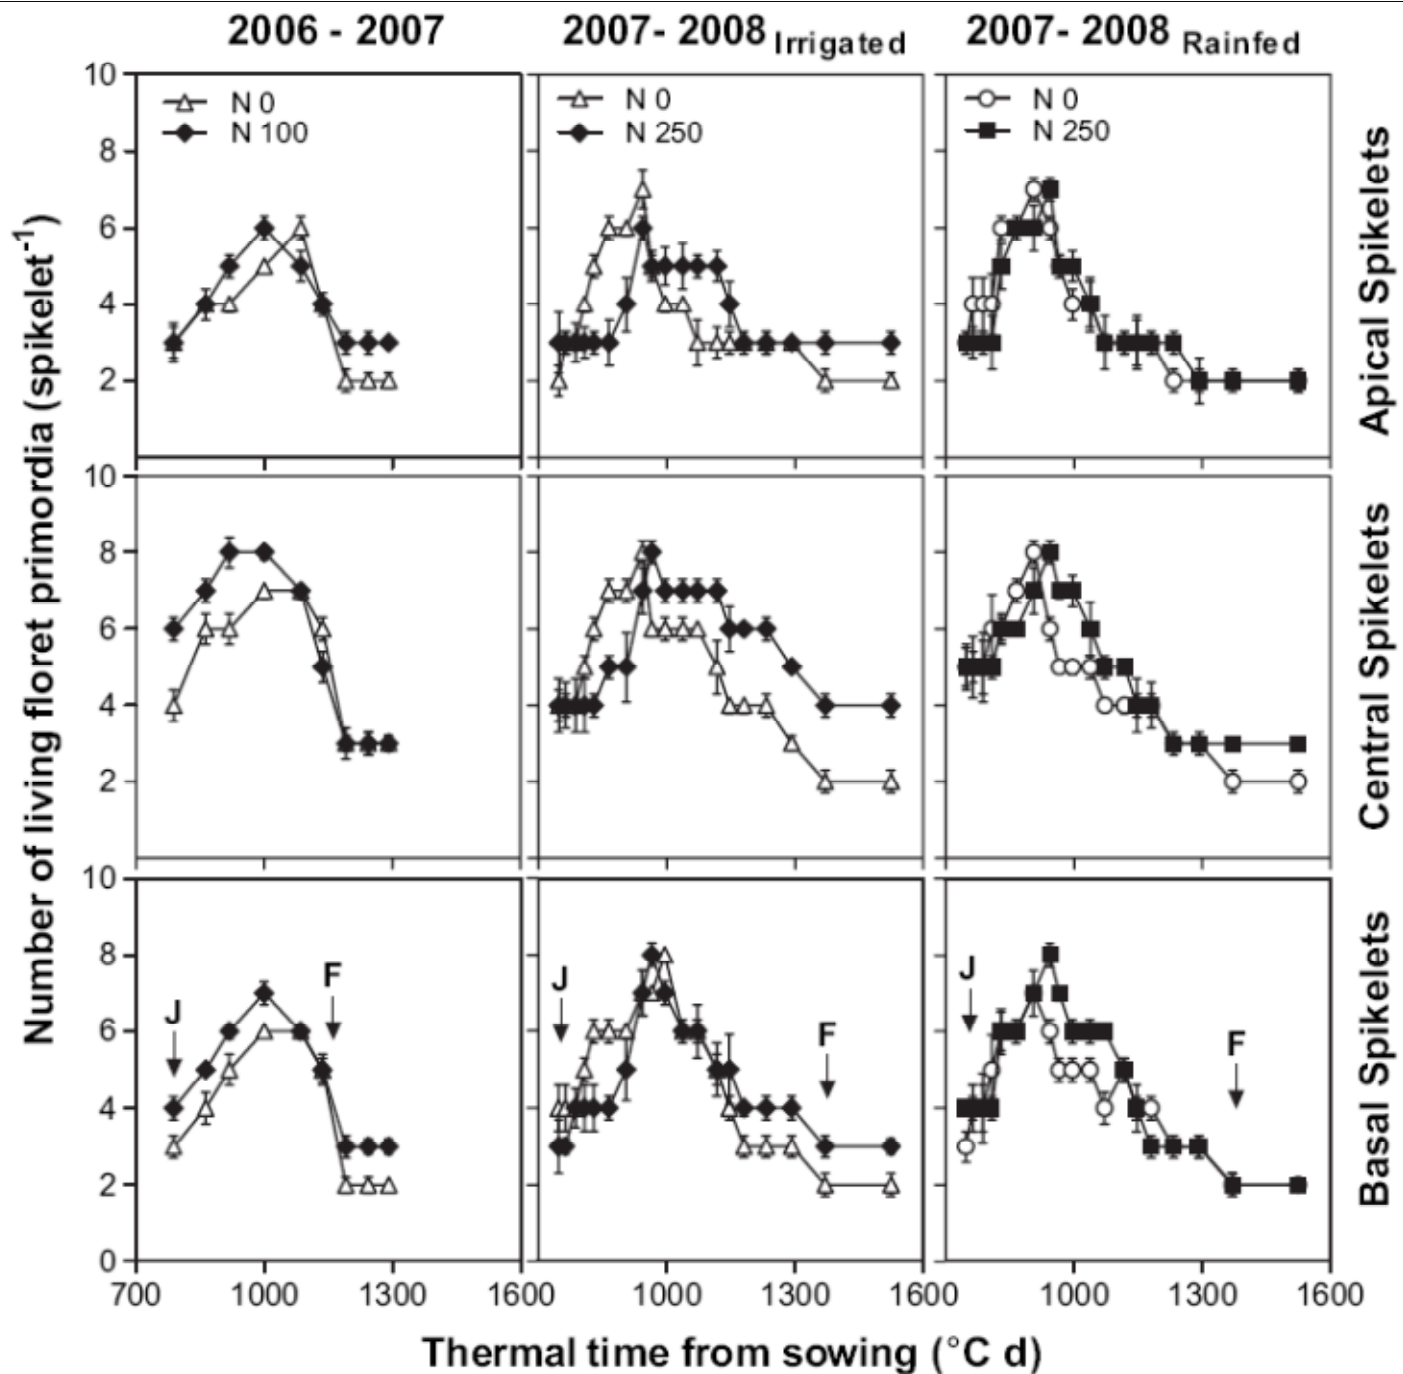 2006 - 2007
2007- 2008 Irrigated
2007- 2008 Rainfed
N 0
N 100
N 0
N 250
N 0
N 250
Number of living floret primordia (spikelet-1)
10
8
6
4
2
Apical Spikelets
10
8
6
4
2
Central Spikelets
10
8
6
4
2
0
J
F
J
F
J
F
Basal Spikelets
700 1000 1300 1600 1000 1300 1600 1000 1300 1600
Thermal time from sowing (°C d)